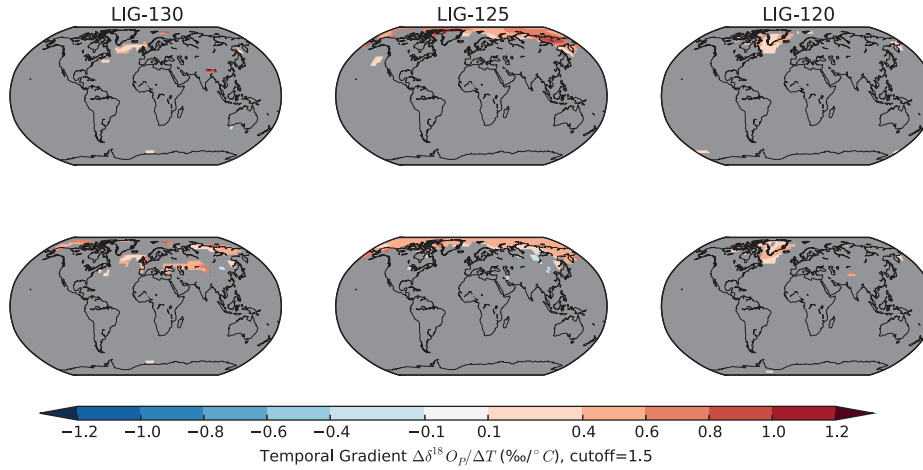 LIG-130 LIG-125 LIG-120
−1.2 −1.0 −0.8 −0.6 −0.4 −0.1 0.1 0.4 0.6 0.8 1.0 1.2
Temporal Gradient Δδ¹⁸O_P/ΔT (‰/°C), cutoff=1.5